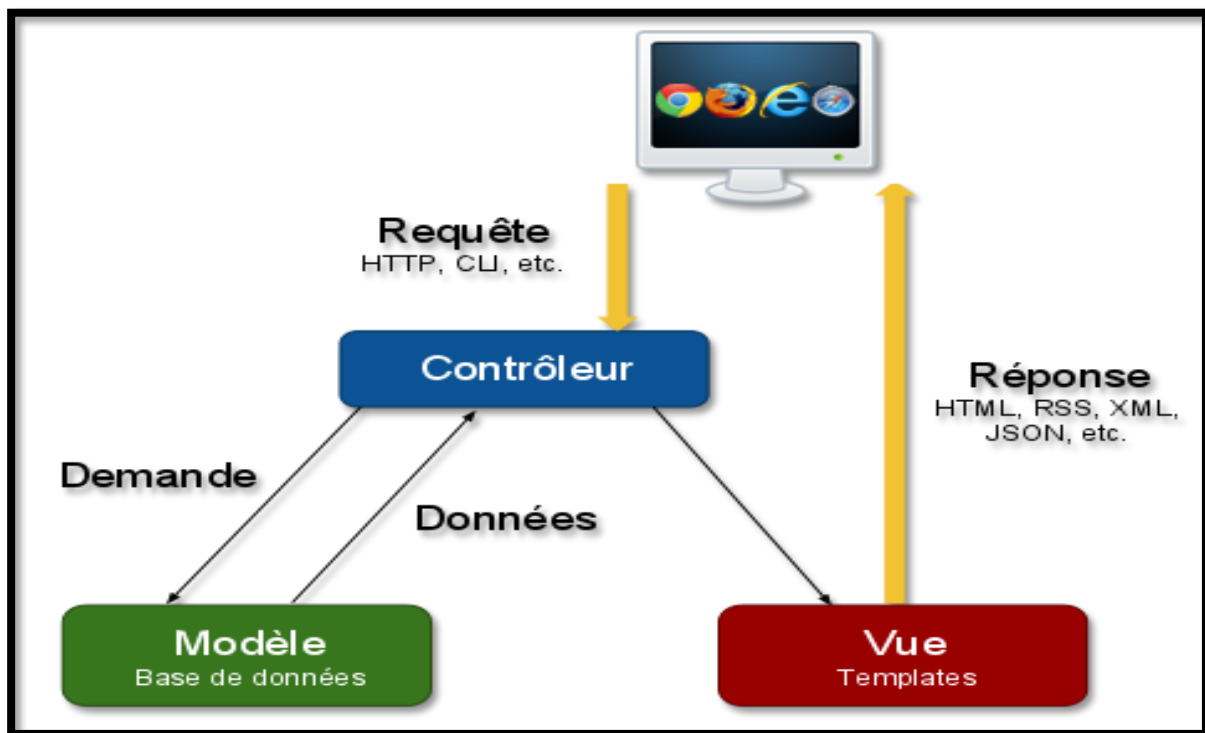 Requête
HTTP, CLI, etc.
Contrôleur
Réponse
HTML, RSS, XML,
JSON, etc.
Demande
Données
Modèle
Base de données
Vue
Templates